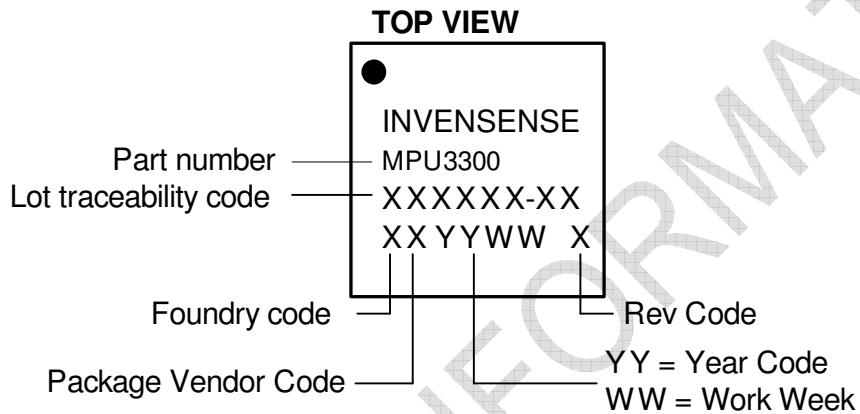 TOP VIEW
INVENSENSE
Part number MPU3300
Lot traceability code XXXXXX-XX
XXYYWW X
Foundry code Rev Code
Package Vendor Code YY = Year Code
WW = Work Week